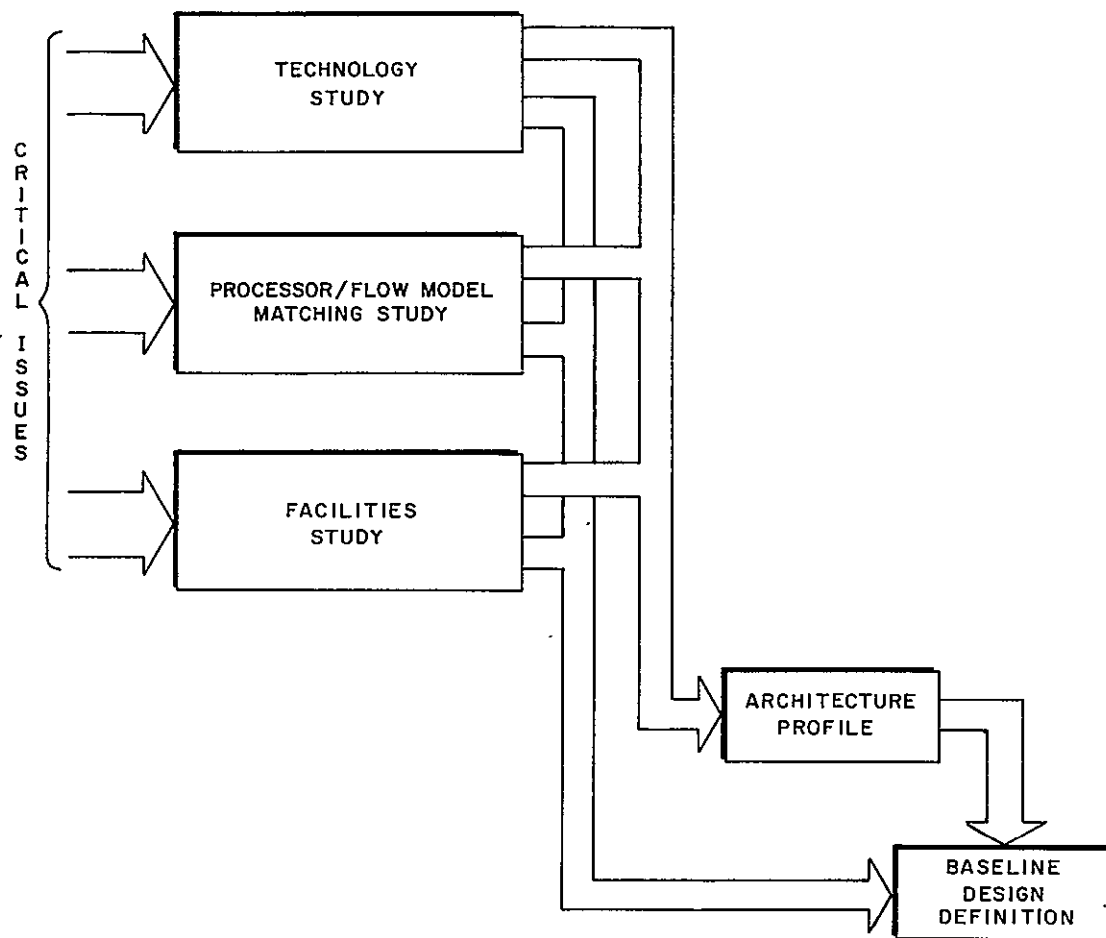 CRITICAL ISSUES
TECHNOLOGY
STUDY
PROCESSOR/FLOW MODEL
MATCHING STUDY
FACILITIES
STUDY
ARCHITECTURE
PROFILE
BASELINE
DESIGN
DEFINITION